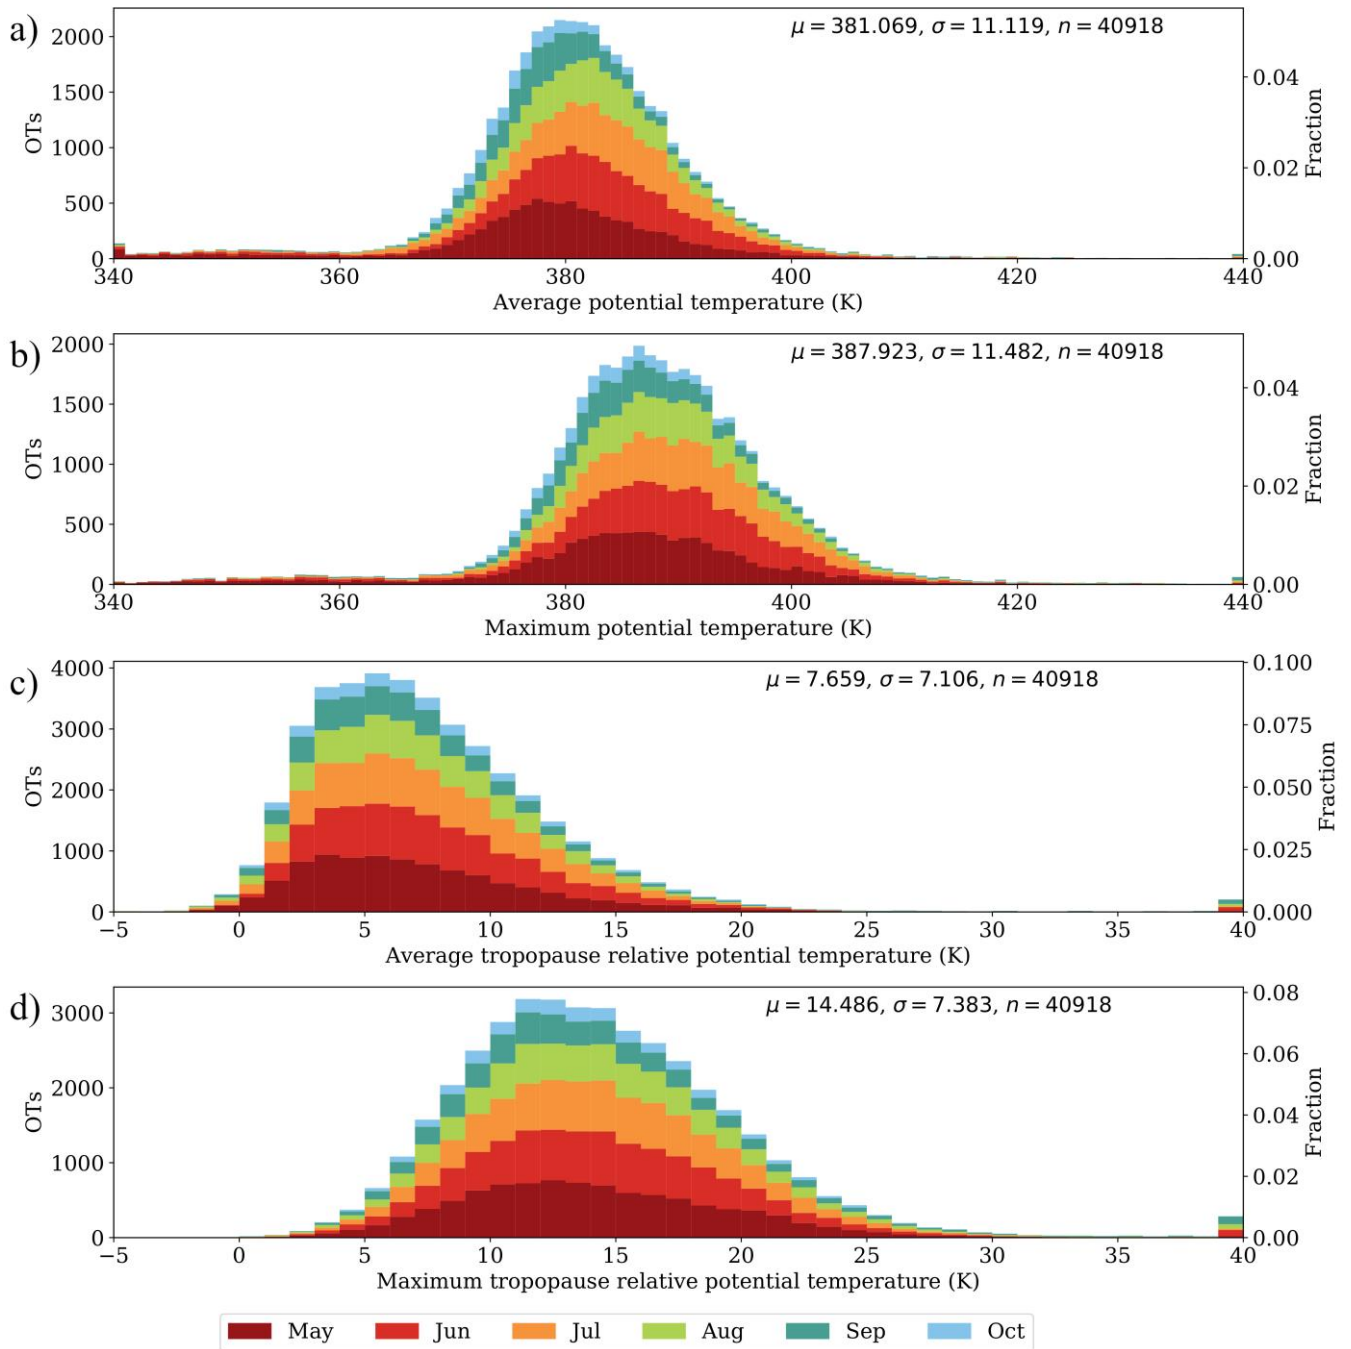 a)
μ = 381.069, σ = 11.119, n = 40918
2000
1500
1000
500
0
OTs
0.04
0.02
0.00
Fraction
340 360 380 400 420 440
Average potential temperature (K)
b)
μ = 387.923, σ = 11.482, n = 40918
2000
1500
1000
500
0
OTs
0.04
0.02
0.00
Fraction
340 360 380 400 420 440
Maximum potential temperature (K)
c)
μ = 7.659, σ = 7.106, n = 40918
4000
3000
2000
1000
0
OTs
0.100
0.075
0.050
0.025
0.000
Fraction
−5 0 5 10 15 20 25 30 35 40
Average tropopause relative potential temperature (K)
d)
μ = 14.486, σ = 7.383, n = 40918
3000
2000
1000
0
OTs
0.08
0.06
0.04
0.02
0.00
Fraction
−5 0 5 10 15 20 25 30 35 40
Maximum tropopause relative potential temperature (K)
May Jun Jul Aug Sep Oct